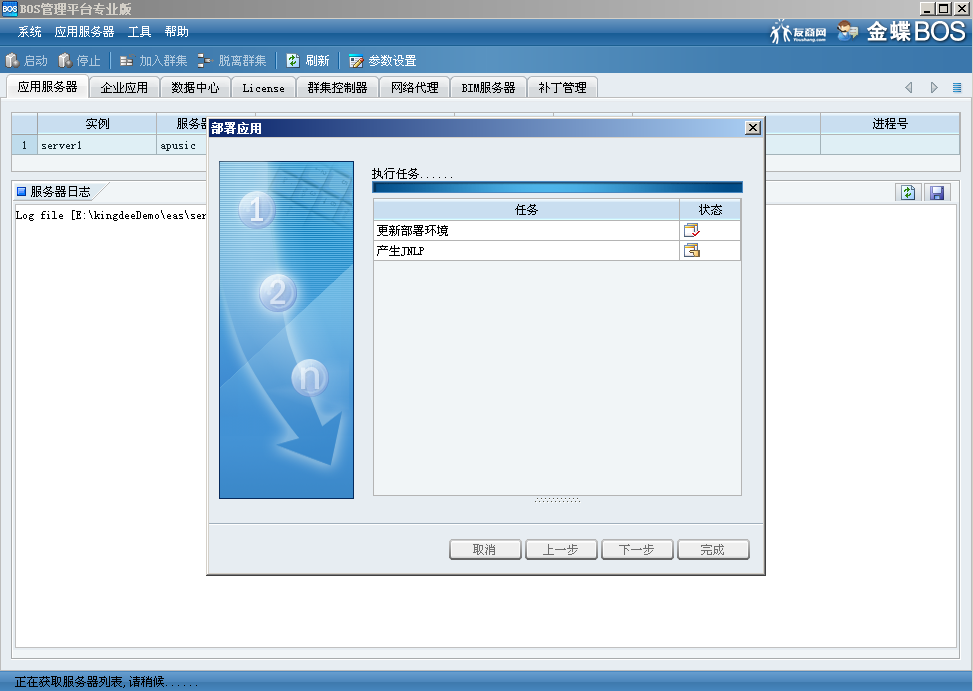 BOS BOS管理平台专业版
系统 应用服务器 工具 帮助
友商网 Youshang.com 金蝶BOS
启动 停止 加入群集 脱离群集 刷新 参数设置
应用服务器 企业应用 数据中心 License 群集控制器 网络代理 BIM服务器 补丁管理
实例 服务器 进程号
1 server1 apusic
服务器日志
Log file [E:\kingdeeDemo\eas\ser
部署应用
1
2
n
执行任务......
任务 状态
更新部署环境
产生JNLP
取消 上一步 下一步 完成
正在获取服务器列表,请稍候......